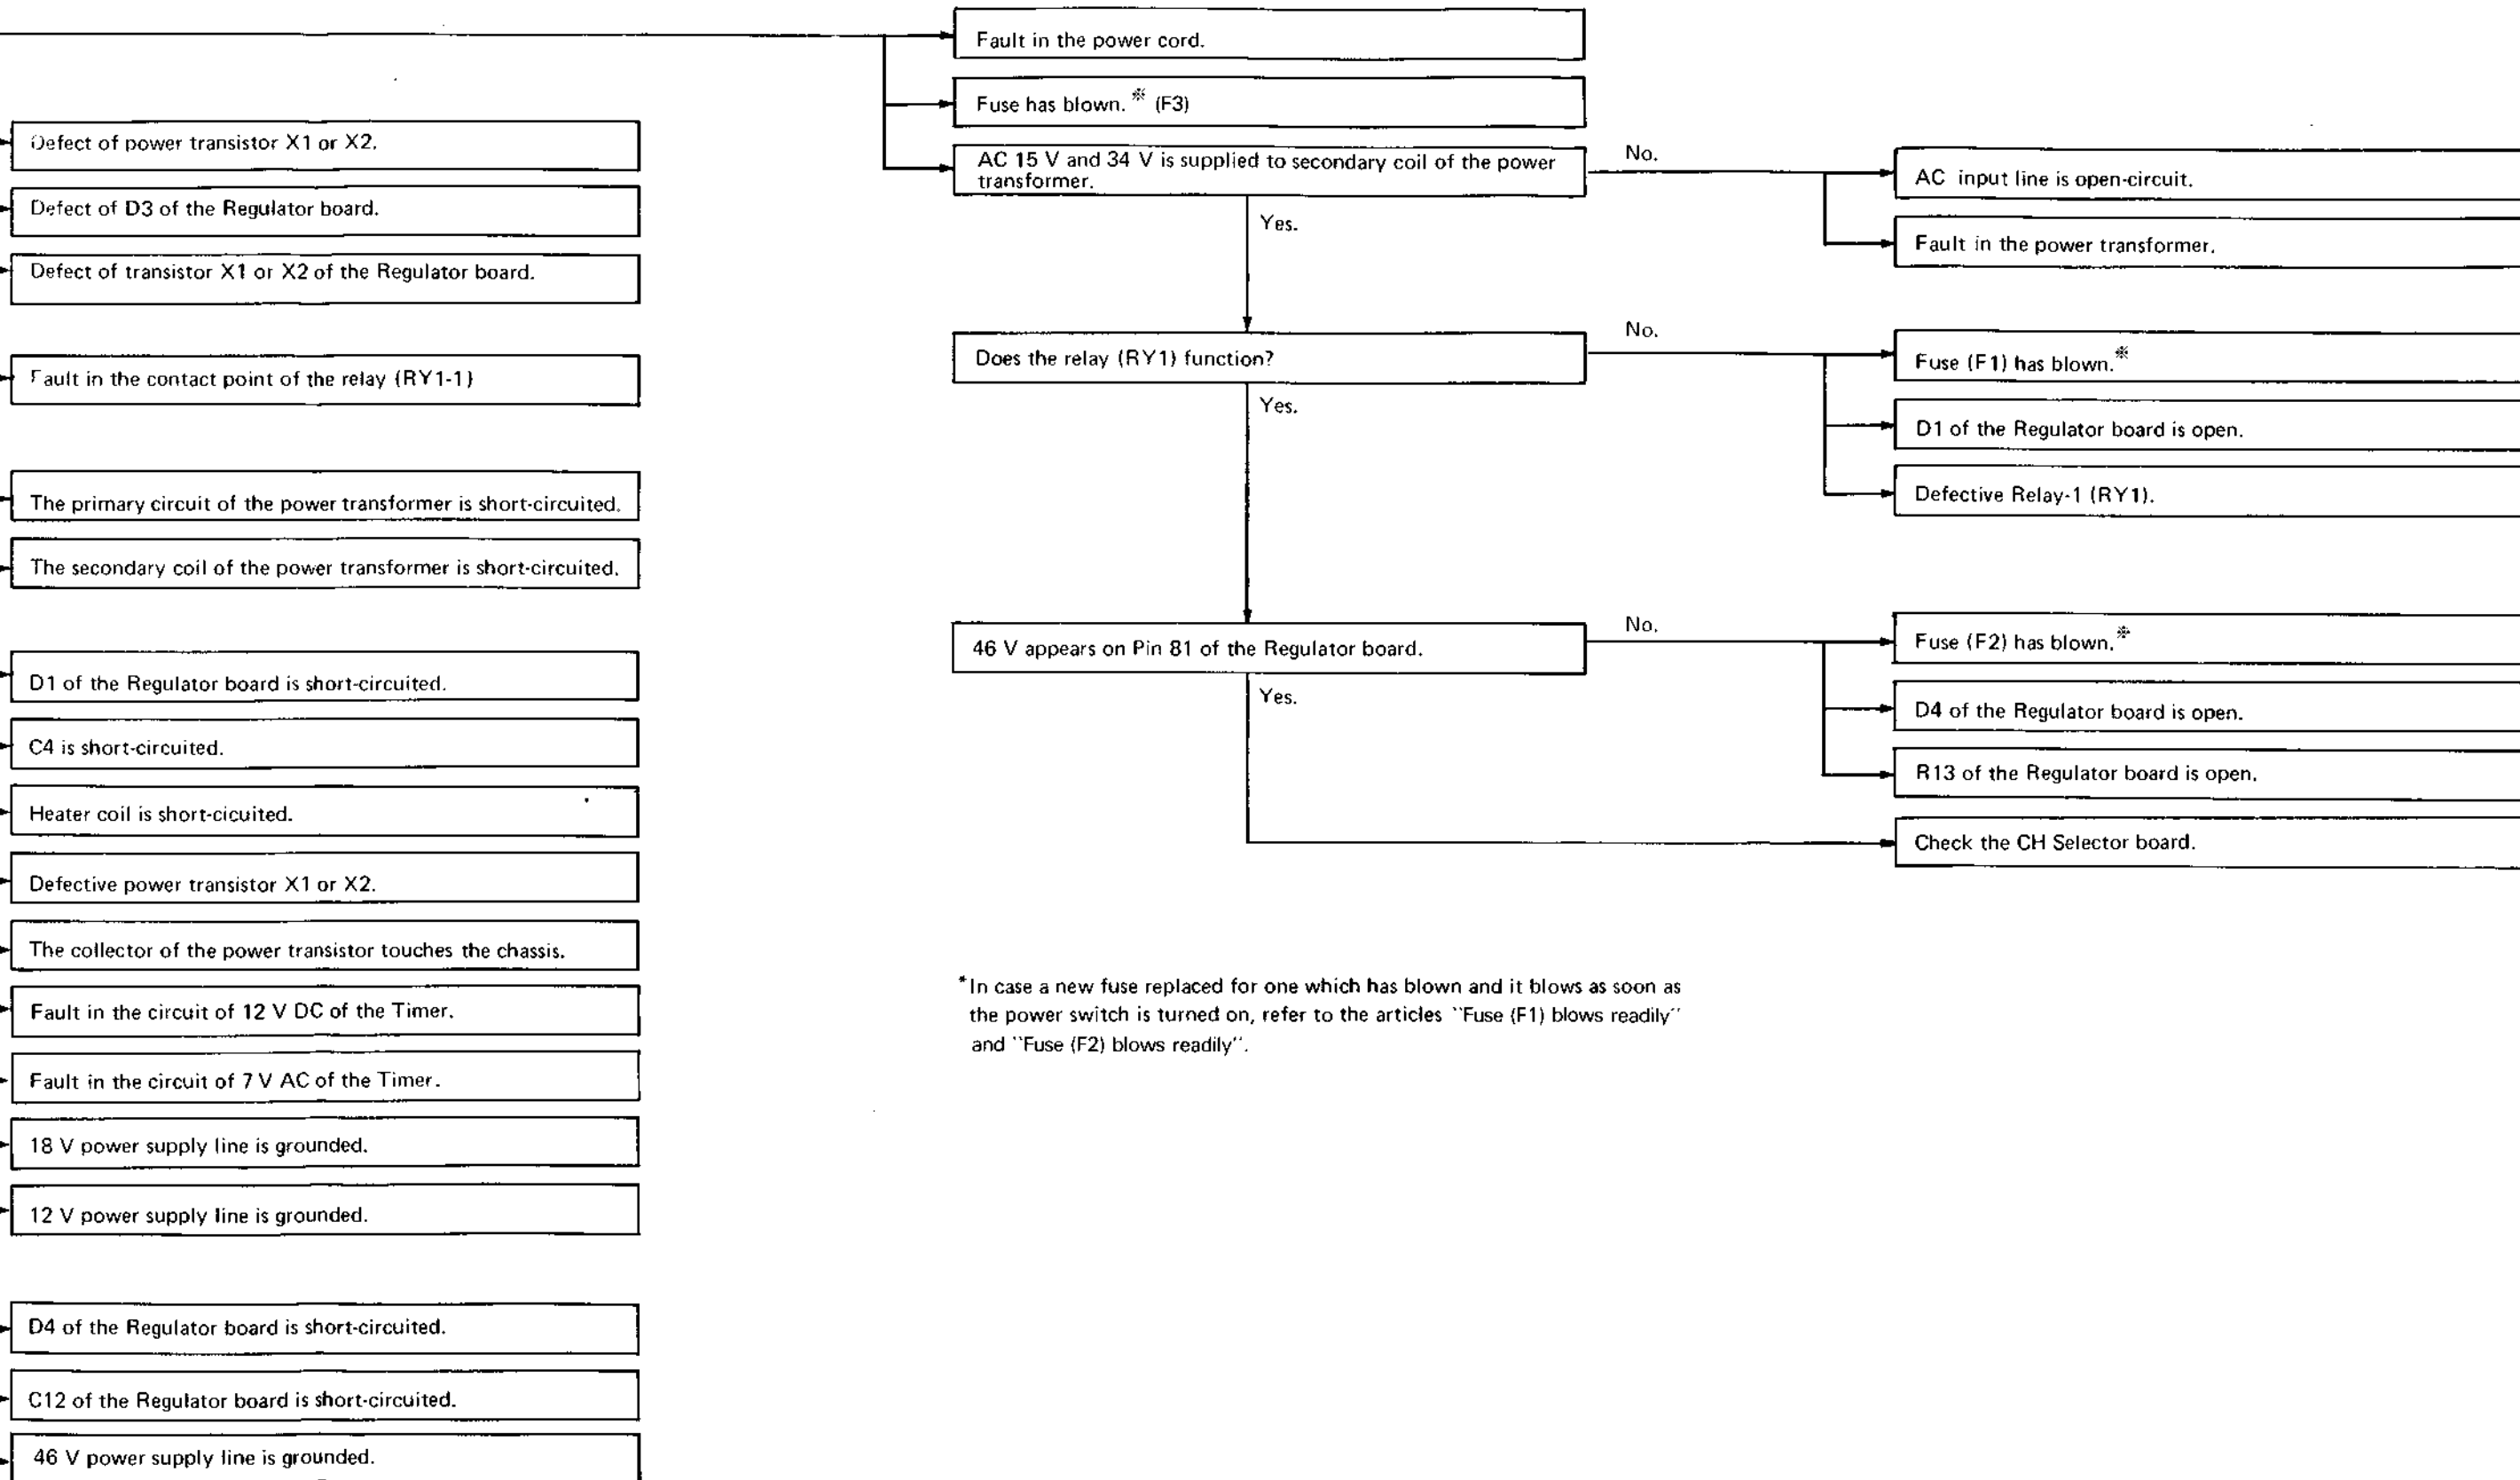 Defect of power transistor X1 or X2.
Defect of D3 of the Regulator board.
Defect of transistor X1 or X2 of the Regulator board.
Fault in the contact point of the relay (RY1-1)
The primary circuit of the power transformer is short-circuited.
The secondary coil of the power transformer is short-circuited.
D1 of the Regulator board is short-circuited.
C4 is short-circuited.
Heater coil is short-cicuited.
Defective power transistor X1 or X2.
The collector of the power transistor touches the chassis.
Fault in the circuit of 12 V DC of the Timer.
Fault in the circuit of 7 V AC of the Timer.
18 V power supply line is grounded.
12 V power supply line is grounded.
D4 of the Regulator board is short-circuited.
C12 of the Regulator board is short-circuited.
46 V power supply line is grounded.
Fault in the power cord.
Fuse has blown.※ (F3)
AC 15 V and 34 V is supplied to secondary coil of the power
transformer.
No.
AC input line is open-circuit.
Fault in the power transformer.
Yes.
Does the relay (RY1) function?
No.
Fuse (F1) has blown.※
D1 of the Regulator board is open.
Defective Relay-1 (RY1).
Yes.
46 V appears on Pin 81 of the Regulator board.
No.
Fuse (F2) has blown.※
D4 of the Regulator board is open.
R13 of the Regulator board is open.
Yes.
Check the CH Selector board.
*In case a new fuse replaced for one which has blown and it blows as soon as
the power switch is turned on, refer to the articles ``Fuse (F1) blows readily´´
and ``Fuse (F2) blows readily´´.